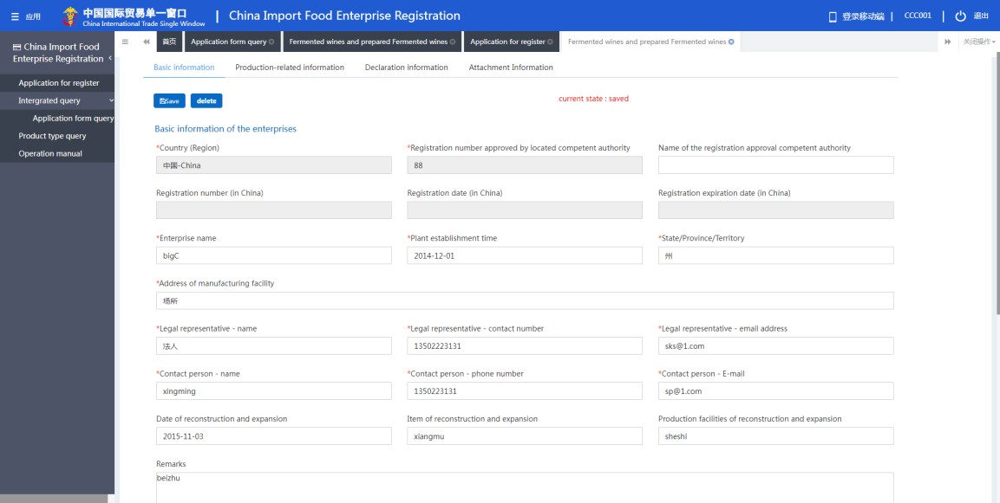 应用
中国国际贸易单一窗口
China International Trade Single Window
China Import Food Enterprise Registration
登录移动端
CCC001
退出
China Import Food
Enterprise Registration
Application for register
Intergrated query
Application form query
Product type query
Operation manual
首页
Application form query
Fermented wines and prepared Fermented wines
Application for register
Fermented wines and prepared Fermented wines
关闭操作
Basic information
Production-related information
Declaration information
Attachment Information
Save
delete
current state : saved
Basic information of the enterprises
*Country (Region)
*Registration number approved by located competent authority
Name of the registration approval competent authority
中国-China
88
Registration number (in China)
Registration date (in China)
Registration expiration date (in China)
*Enterprise name
*Plant establishment time
*State/Province/Territory
bigC
2014-12-01
州
*Address of manufacturing facility
场所
*Legal representative - name
*Legal representative - contact number
*Legal representative - email address
法人
13502223131
sks@1.com
*Contact person - name
*Contact person - phone number
*Contact person - E-mail
xingming
1350223131
sp@1.com
Date of reconstruction and expansion
Item of reconstruction and expansion
Production facilities of reconstruction and expansion
2015-11-03
xiangmu
sheshi
Remarks
beizhu